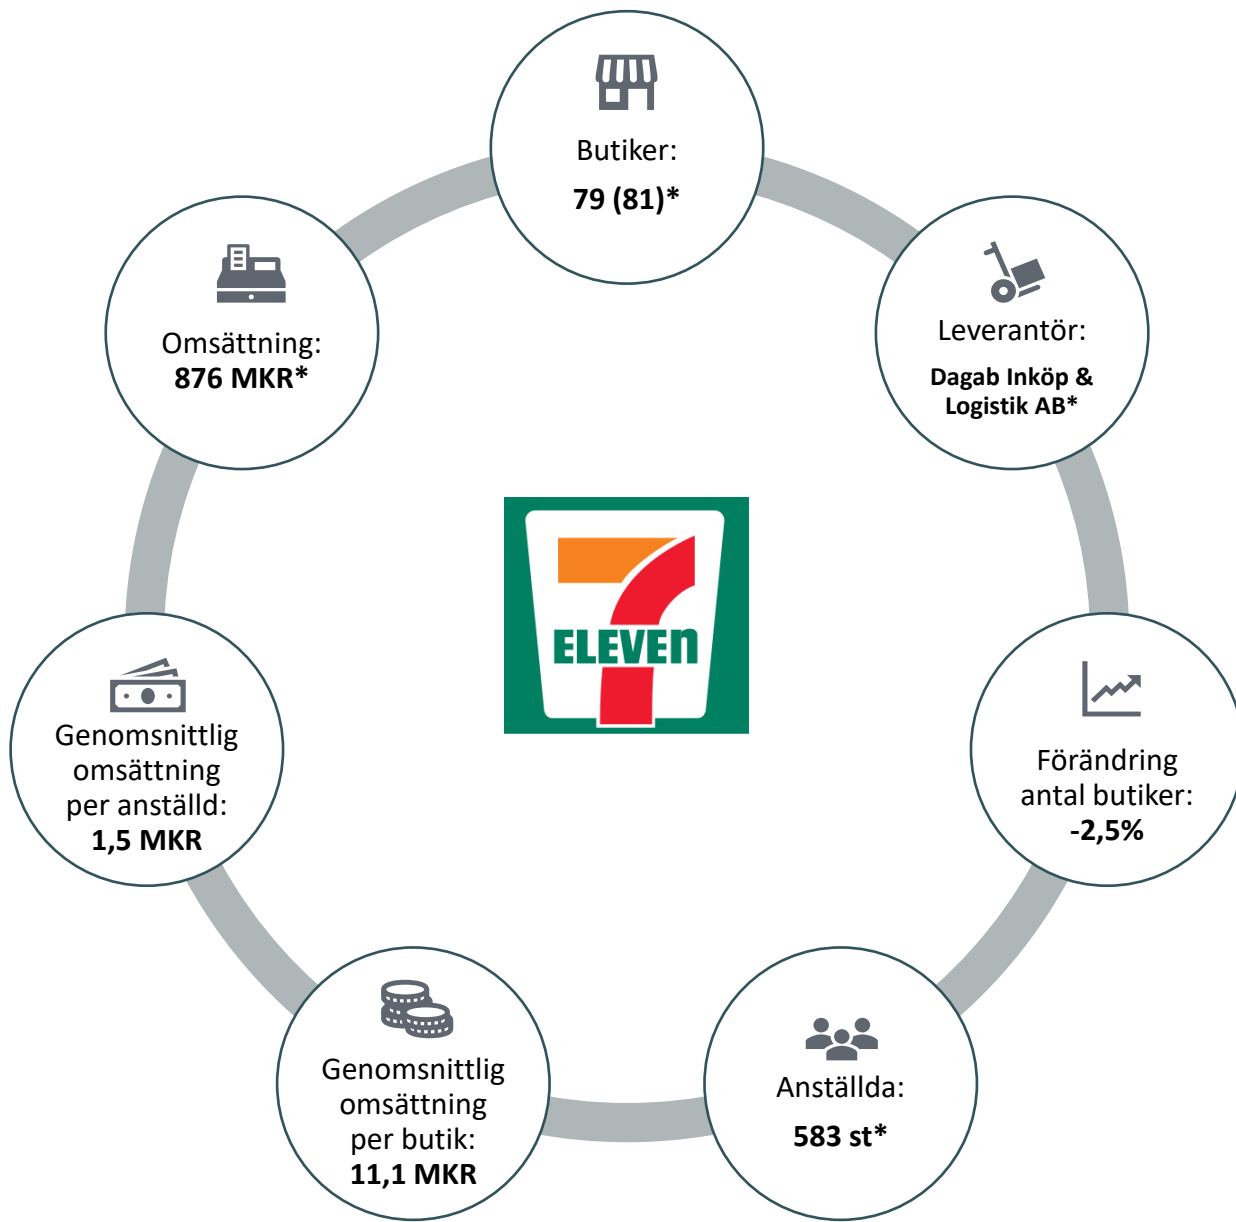 Butiker:
79 (81)*
Leverantör:
Dagab Inköp &
Logistik AB*
Förändring
antal butiker:
-2,5%
Anställda:
583 st*
Genomsnittlig
omsättning
per butik:
11,1 MKR
Genomsnittlig
omsättning
per anställd:
1,5 MKR
Omsättning:
876 MKR*
7
ELEVEn